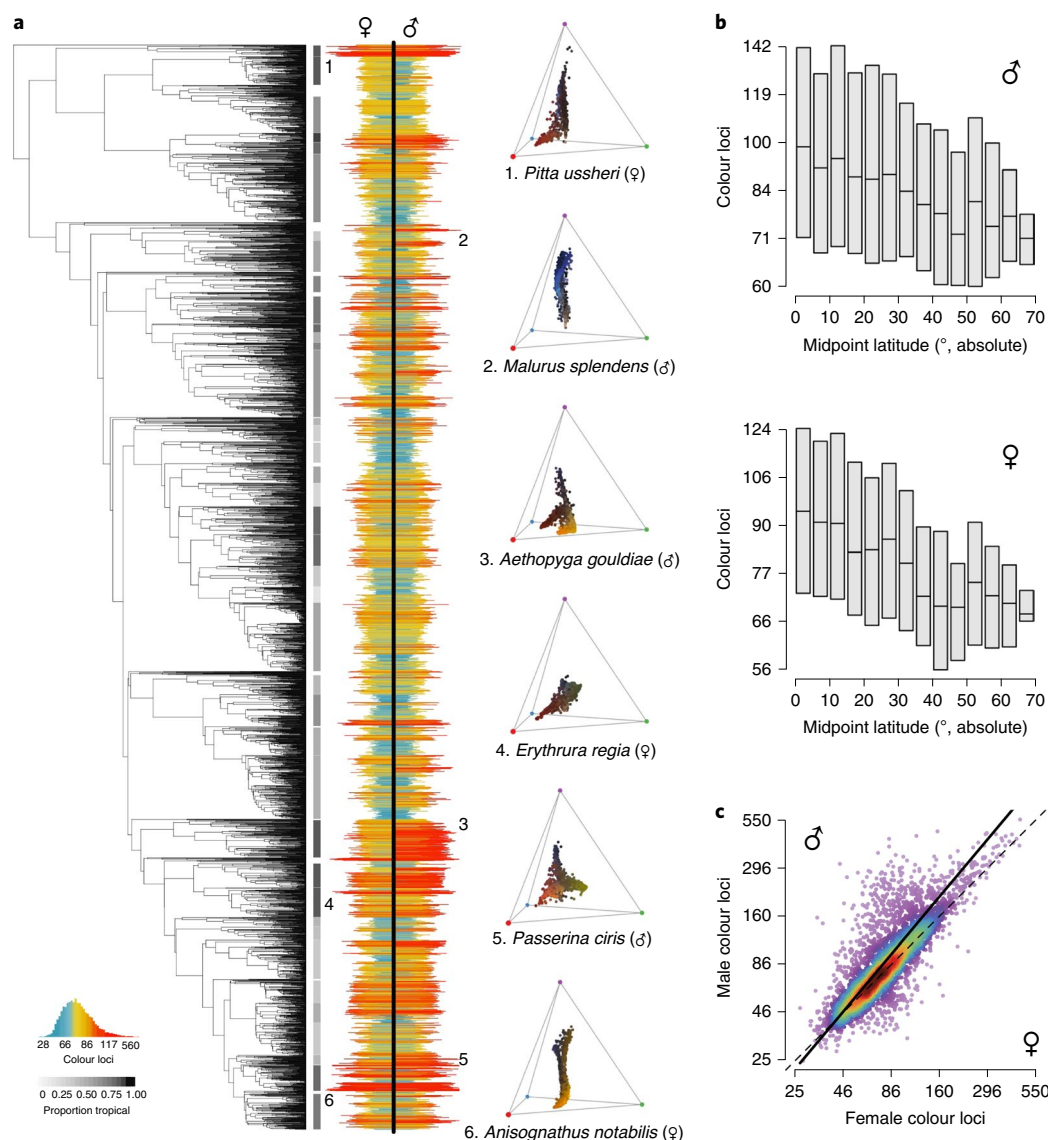 a
♀ ♂
1
2
3
4
5
6
28 66 86 117 560
Colour loci
0 0.25 0.50 0.75 1.00
Proportion tropical
1. Pitta ussheri (♀)
2. Malurus splendens (♂)
3. Aethopyga gouldiae (♂)
4. Erythrura regia (♀)
5. Passerina ciris (♂)
6. Anisognathus notabilis (♀)
b
♂
Colour loci
142
119
100
84
71
60
0 10 20 30 40 50 60 70
Midpoint latitude (°, absolute)
♀
Colour loci
124
106
90
77
66
56
0 10 20 30 40 50 60 70
Midpoint latitude (°, absolute)
c
♂
Male colour loci
550
296
160
86
46
25
♀
25 46 86 160 296 550
Female colour loci